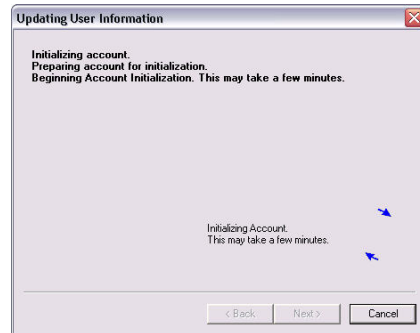 Updating User Information
Initializing account.
Preparing account for initialization.
Beginning Account Initialization. This may take a few minutes.
Initializing Account.
This may take a few minutes.
< Back Next > Cancel